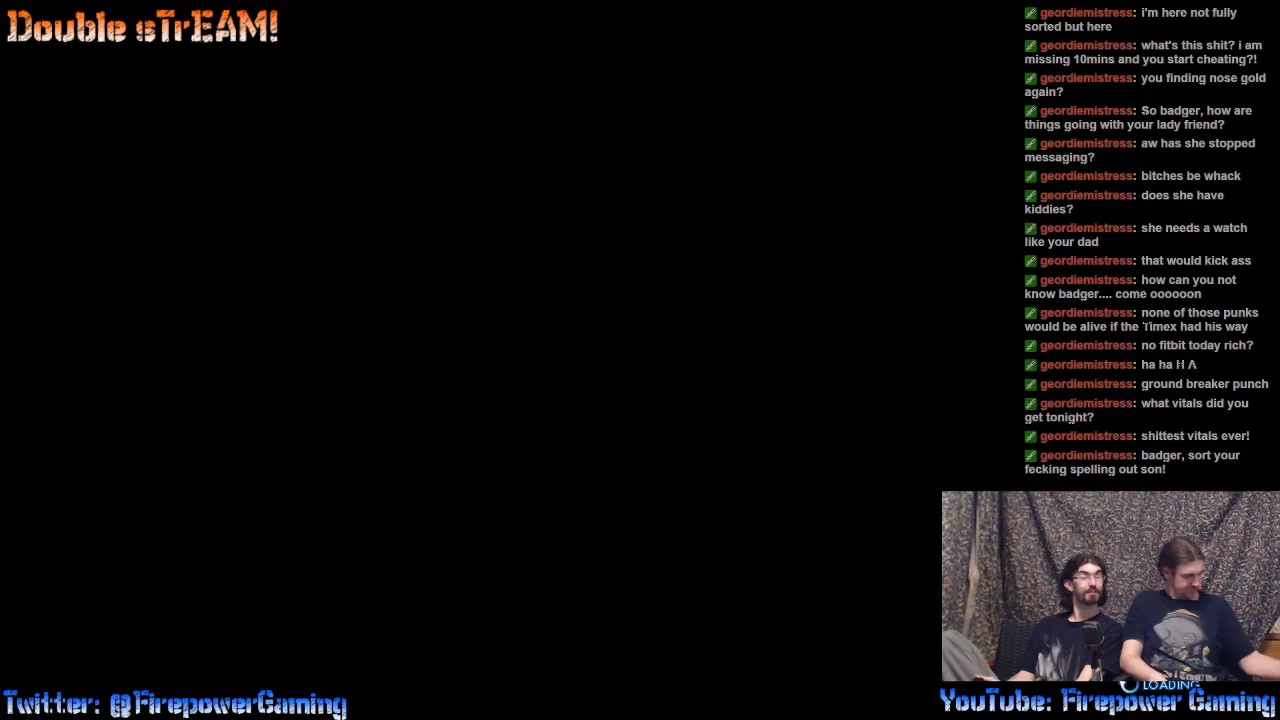 Double sTrEAM!
geordiemistress: i'm here not fully
sorted but here
geordiemistress: what's this shit? i am
missing 10mins and you start cheating?!
geordiemistress: you finding nose gold
again?
geordiemistress: So badger, how are
things going with your lady friend?
geordiemistress: aw has she stopped
messaging?
geordiemistress: bitches be whack
geordiemistress: does she have
kiddies?
geordiemistress: she needs a watch
like your dad
geordiemistress: that would kick ass
geordiemistress: how can you not
know badger.... come oooooon
geordiemistress: none of those punks
would be alive if the Timex had his way
geordiemistress: no fitbit today rich?
geordiemistress: ha ha H A
geordiemistress: ground breaker punch
geordiemistress: what vitals did you
get tonight?
geordiemistress: shittest vitals ever!
geordiemistress: badger, sort your
fecking spelling out son!
LOADING
Twitter: @FirepowerGaming
YouTube: Firepower Gaming